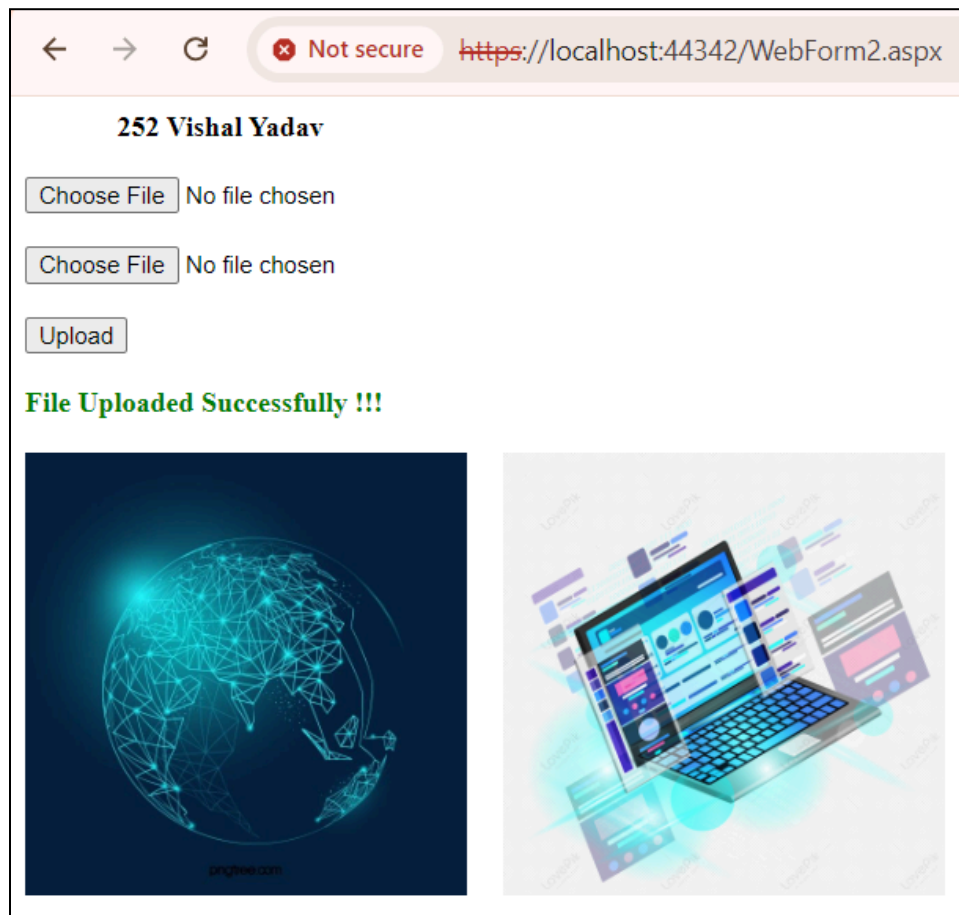 Not secure https://localhost:44342/WebForm2.aspx
252 Vishal Yadav
Choose File No file chosen
Choose File No file chosen
Upload
File Uploaded Successfully !!!
pngtree.com